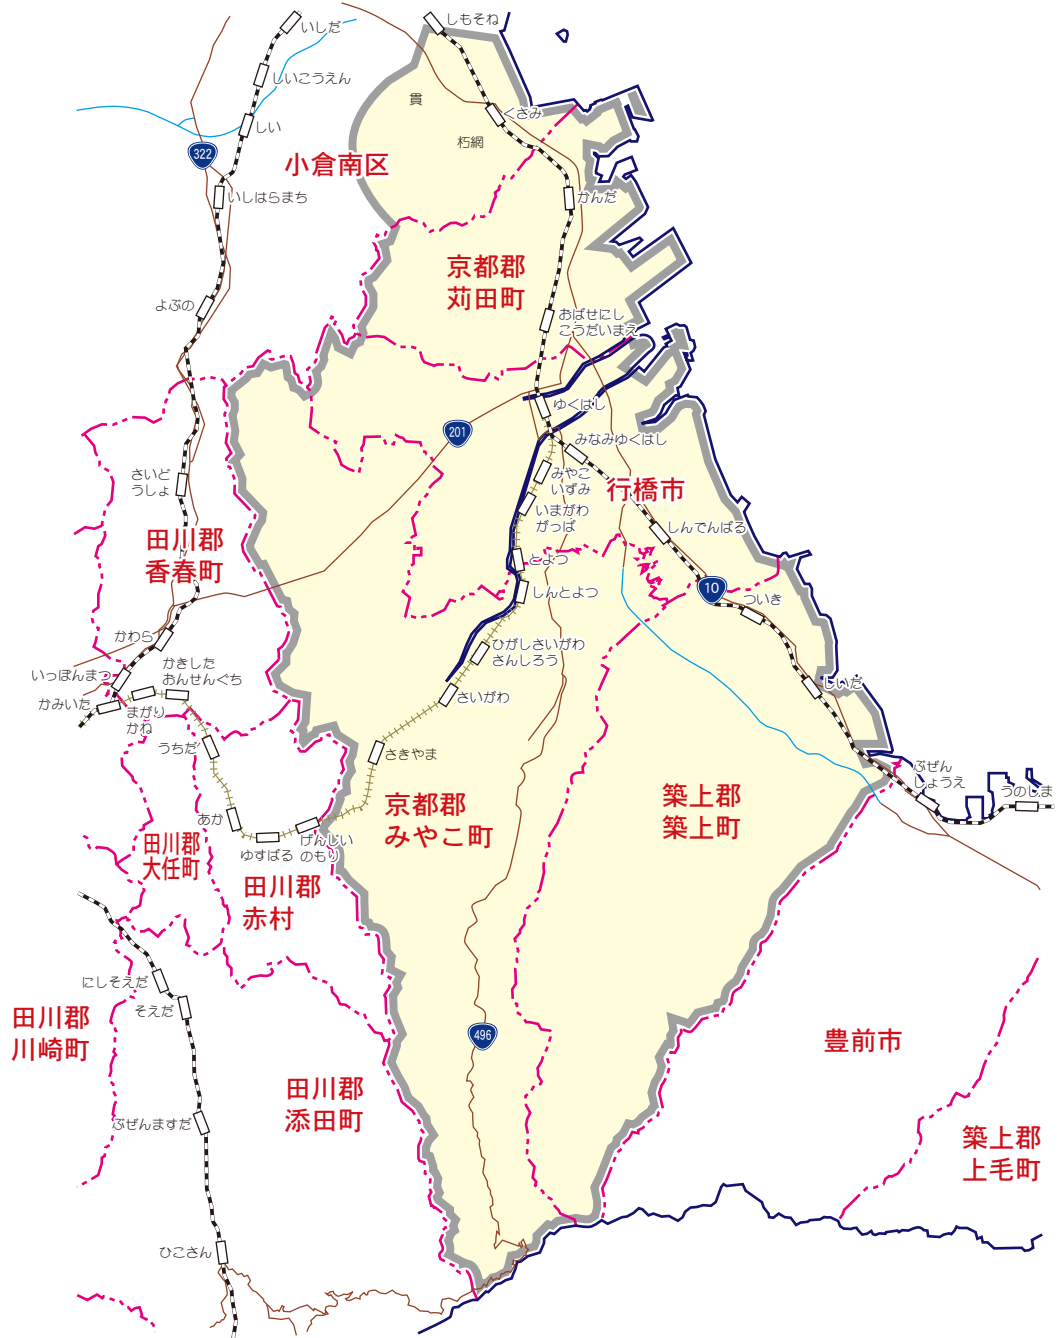 いしだ
しもそね
しいこうえん
貫
くさみ
しい
朽網
322
小倉南区
いしはらまち
かんだ
京都郡
苅田町
よぶの
おばせにし
こうだいまえ
ゆくはし
201
みなみゆくはし
さいど
うしょ
みやこ
いずみ
行橋市
いまがわ
がっぱ
しんでんばる
田川郡
香春町
とよつ
しんとよつ
10
ついき
かわら
ひがしさいがわ
さんしろう
かきした
おんせんぐち
いっぽんまつ
しいだ
さいがわ
かみいた
まがり
かね
うちだ
さきやま
ぶぜん
しょうえ
うのしま
京都郡
みやこ町
築上郡
築上町
あか
田川郡
大任町
ゆすばる
げんじい
のもり
田川郡
赤村
にしそえだ
そえだ
田川郡
川崎町
496
豊前市
田川郡
添田町
ぶぜんますだ
築上郡
上毛町
ひこさん